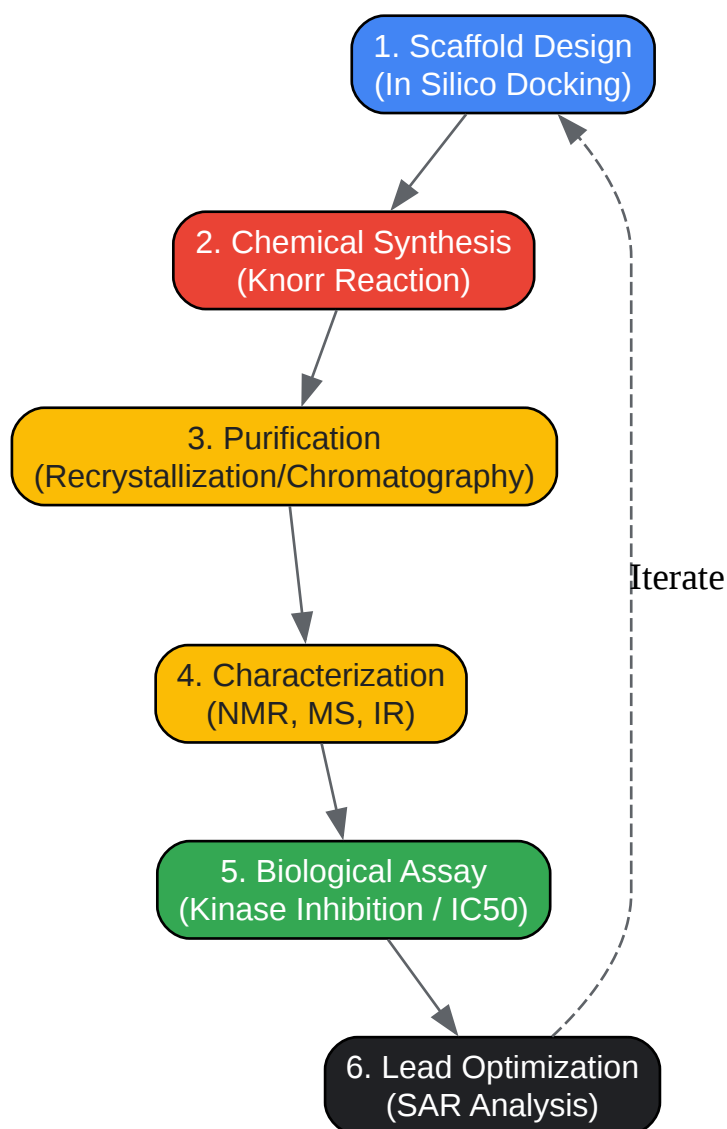 1. Scaffold Design
(In Silico Docking)
2. Chemical Synthesis
(Knorr Reaction)
3. Purification
(Recrystallization/Chromatography)
Iterate
4. Characterization
(NMR, MS, IR)
5. Biological Assay
(Kinase Inhibition / IC50)
6. Lead Optimization
(SAR Analysis)